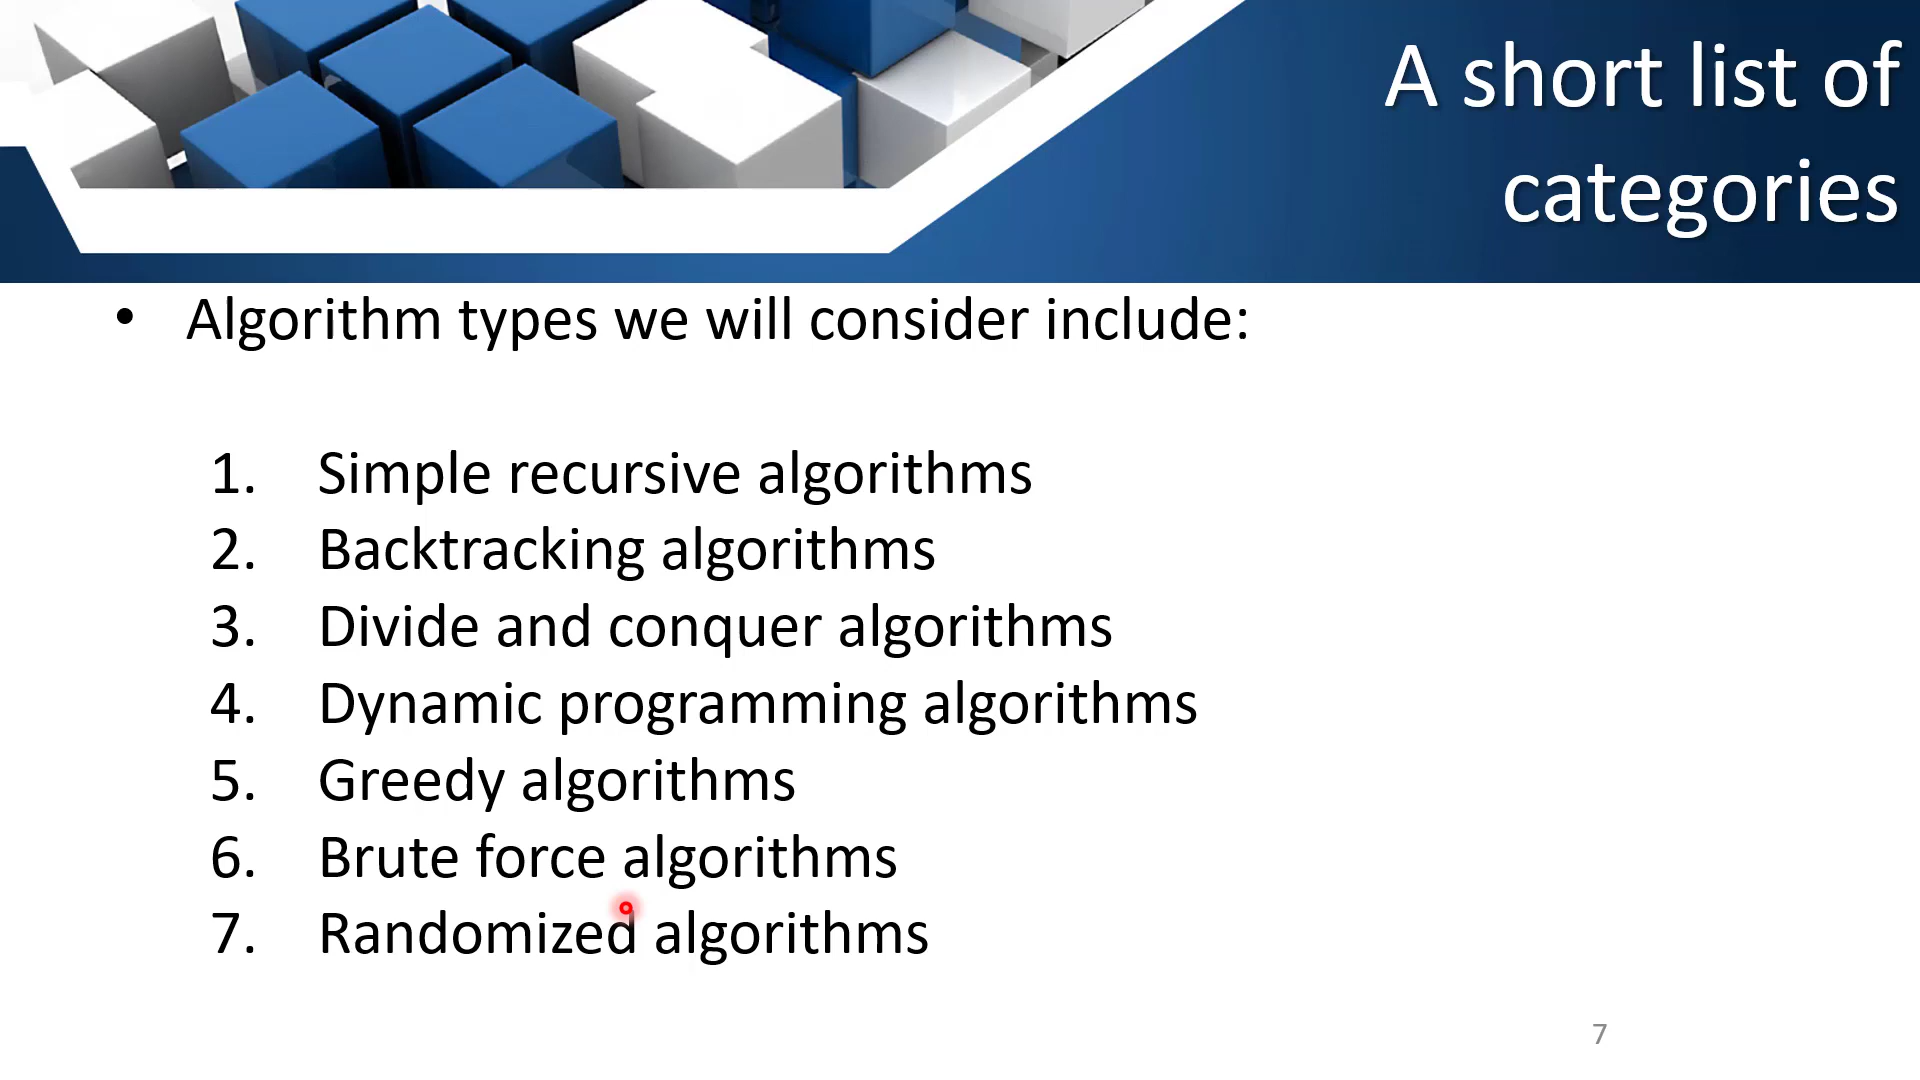 A short list of
categories
• Algorithm types we will consider include:
1. Simple recursive algorithms
2. Backtracking algorithms
3. Divide and conquer algorithms
4. Dynamic programming algorithms
5. Greedy algorithms
6. Brute force algorithms
7. Randomized algorithms
7